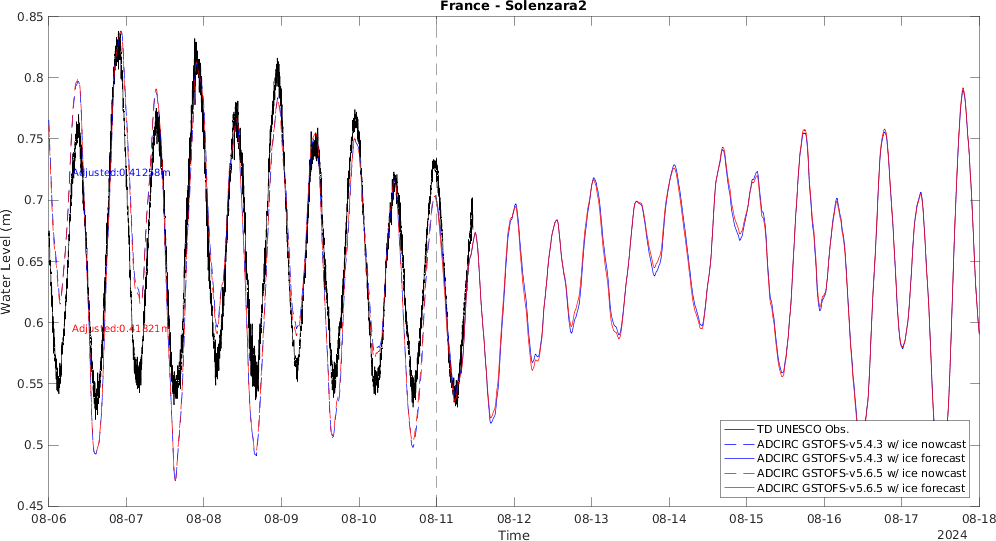 France - Solenzara2
0.85
0.8
0.75
0.7
0.65
0.6
0.55
0.5
0.45
Water Level (m)
Adjusted:0.41258m
Adjusted:0.41821m
TD UNESCO Obs.
ADCIRC GSTOFS-v5.4.3 w/ ice nowcast
ADCIRC GSTOFS-v5.4.3 w/ ice forecast
ADCIRC GSTOFS-v5.6.5 w/ ice nowcast
ADCIRC GSTOFS-v5.6.5 w/ ice forecast
08-06 08-07 08-08 08-09 08-10 08-11 08-12 08-13 08-14 08-15 08-16 08-17 08-18
Time
2024